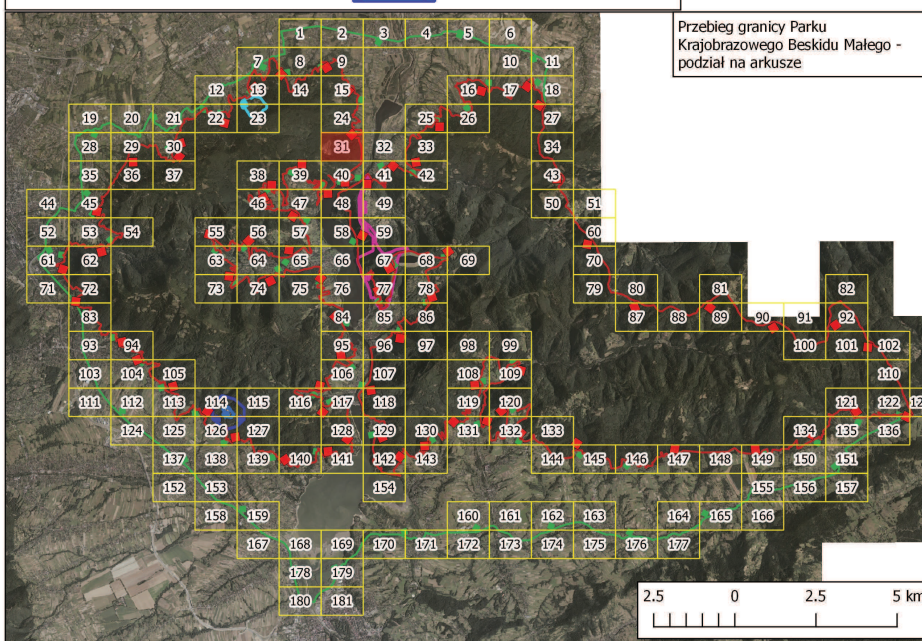 Przebieg granicy Parku
Krajobrazowego Beskidu Małego -
podział na arkusze
1 2 3 4 5 6
7 8 9 10 11
12 13 14 15 16 17 18
19 20 21 22 23 24 25 26 27
28 29 30 31 32 33 34
35 36 37 38 39 40 41 42 43
44 45 46 47 48 49 50 51
52 53 54 55 56 57 58 59 60
61 62 63 64 65 66 67 68 69 70
71 72 73 74 75 76 77 78 79 80 81 82
83 84 85 86 87 88 89 90 91 92
93 94 95 96 97 98 99 100 101 102
103 104 105 106 107 108 109 110
111 112 113 114 115 116 117 118 119 120 121 122 12
124 125 126 127 128 129 130 131 132 133 134 135 136
137 138 139 140 141 142 143 144 145 146 147 148 149 150 151
152 153 154 155 156 157
158 159 160 161 162 163 164 165 166
167 168 169 170 171 172 173 174 175 176 177
178 179
180 181
2.5 0 2.5 5 km